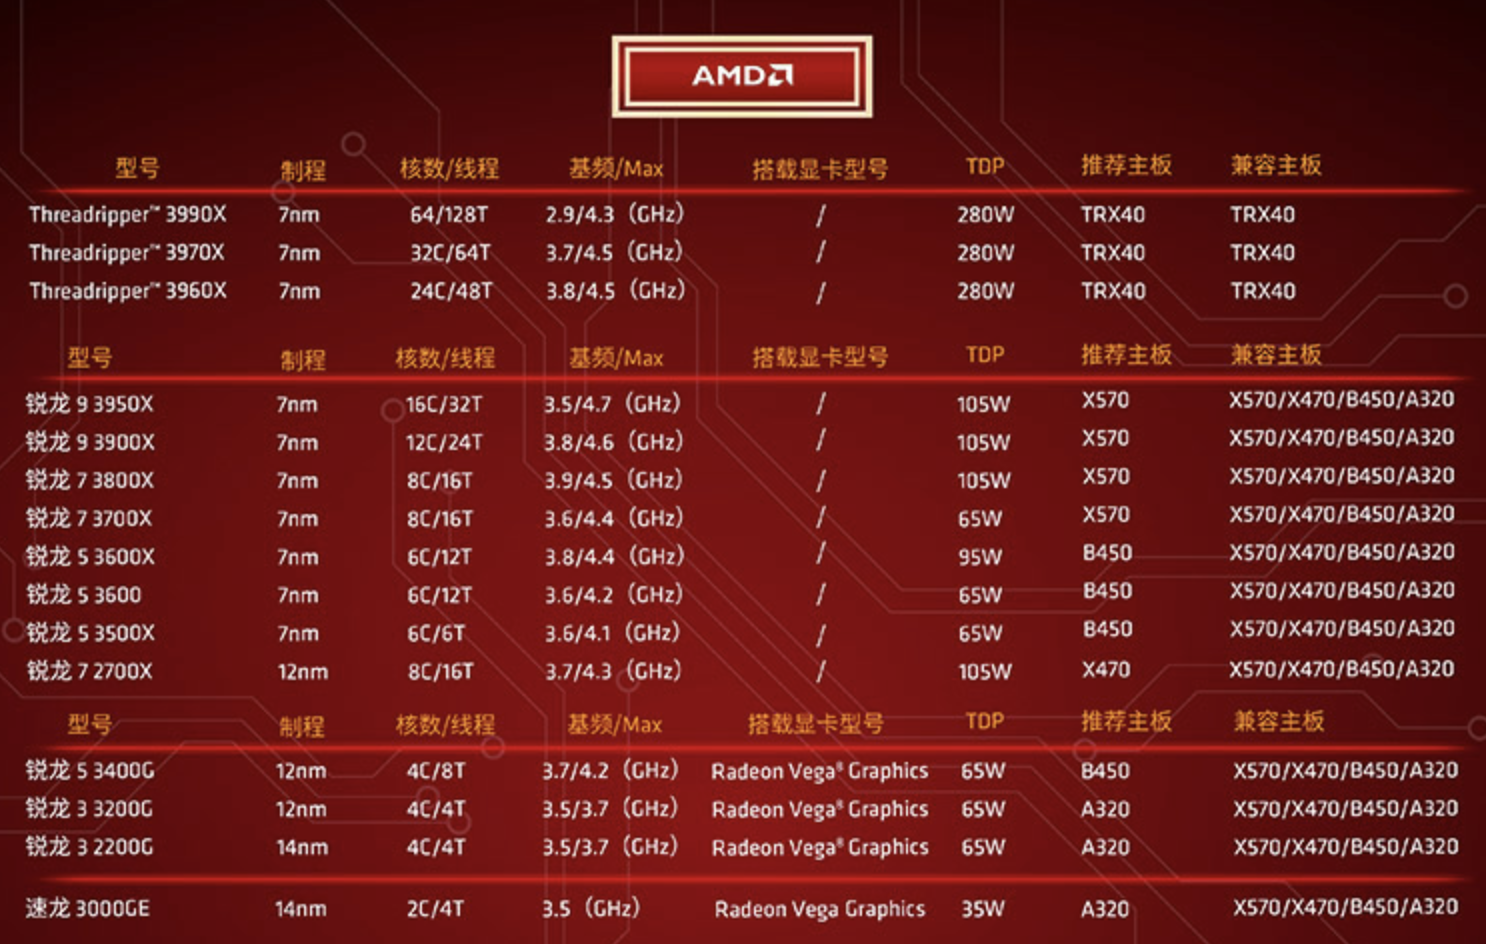 AMD
型号 制程 核数/线程 基频/Max 搭载显卡型号 TDP 推荐主板 兼容主板
Threadripper™ 3990X 7nm 64/128T 2.9/4.3（GHz） / 280W TRX40 TRX40
Threadripper™ 3970X 7nm 32C/64T 3.7/4.5（GHz） / 280W TRX40 TRX40
Threadripper™ 3960X 7nm 24C/48T 3.8/4.5（GHz） / 280W TRX40 TRX40
型号 制程 核数/线程 基频/Max 搭载显卡型号 TDP 推荐主板 兼容主板
锐龙 9 3950X 7nm 16C/32T 3.5/4.7（GHz） / 105W X570 X570/X470/B450/A320
锐龙 9 3900X 7nm 12C/24T 3.8/4.6（GHz） / 105W X570 X570/X470/B450/A320
锐龙 7 3800X 7nm 8C/16T 3.9/4.5（GHz） / 105W X570 X570/X470/B450/A320
锐龙 7 3700X 7nm 8C/16T 3.6/4.4（GHz） / 65W X570 X570/X470/B450/A320
锐龙 5 3600X 7nm 6C/12T 3.8/4.4（GHz） / 95W B450 X570/X470/B450/A320
锐龙 5 3600 7nm 6C/12T 3.6/4.2（GHz） / 65W B450 X570/X470/B450/A320
锐龙 5 3500X 7nm 6C/6T 3.6/4.1（GHz） / 65W B450 X570/X470/B450/A320
锐龙 7 2700X 12nm 8C/16T 3.7/4.3（GHz） / 105W X470 X570/X470/B450/A320
型号 制程 核数/线程 基频/Max 搭载显卡型号 TDP 推荐主板 兼容主板
锐龙 5 3400G 12nm 4C/8T 3.7/4.2（GHz） Radeon Vega® Graphics 65W B450 X570/X470/B450/A320
锐龙 3 3200G 12nm 4C/4T 3.5/3.7（GHz） Radeon Vega® Graphics 65W A320 X570/X470/B450/A320
锐龙 3 2200G 14nm 4C/4T 3.5/3.7（GHz） Radeon Vega® Graphics 65W A320 X570/X470/B450/A320
速龙 3000GE 14nm 2C/4T 3.5（GHz） Radeon Vega Graphics 35W A320 X570/X470/B450/A320